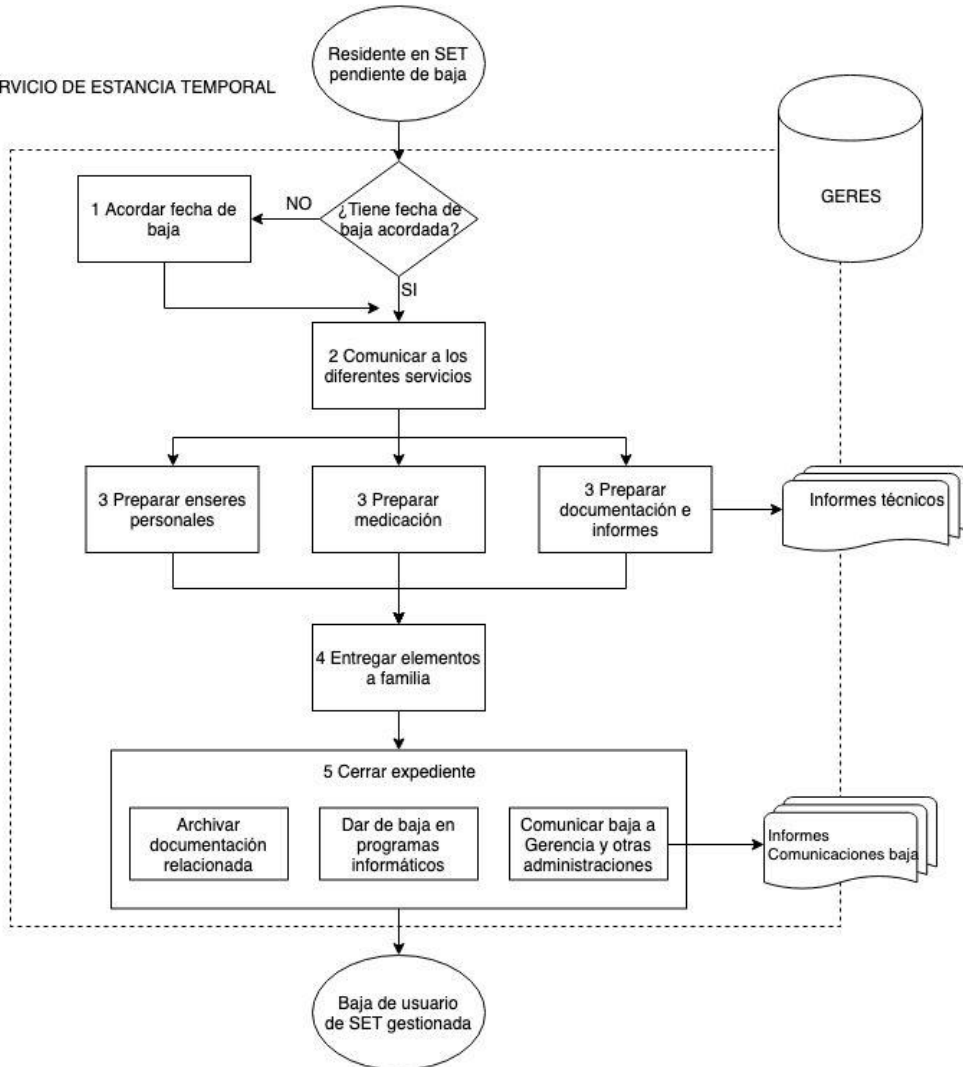 Residente en SET
pendiente de baja
RVICIO DE ESTANCIA TEMPORAL
GERES
1 Acordar fecha de
baja
NO
¿Tiene fecha de
baja acordada?
SI
2 Comunicar a los
diferentes servicios
3 Preparar enseres
personales
3 Preparar
medicación
3 Preparar
documentación e
informes
Informes técnicos
4 Entregar elementos
a familia
5 Cerrar expediente
Archivar
documentación
relacionada
Dar de baja en
programas
informáticos
Comunicar baja a
Gerencia y otras
administraciones
Informes
Comunicaciones baja
Baja de usuario
de SET gestionada